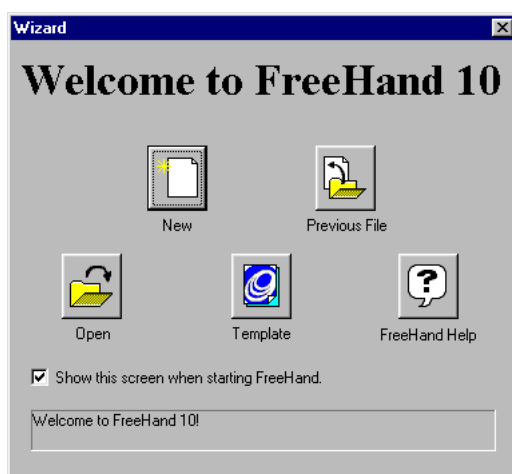 Wizard
Welcome to FreeHand 10
New
Previous File
Open
Template
FreeHand Help
Show this screen when starting FreeHand.
Welcome to FreeHand 10!